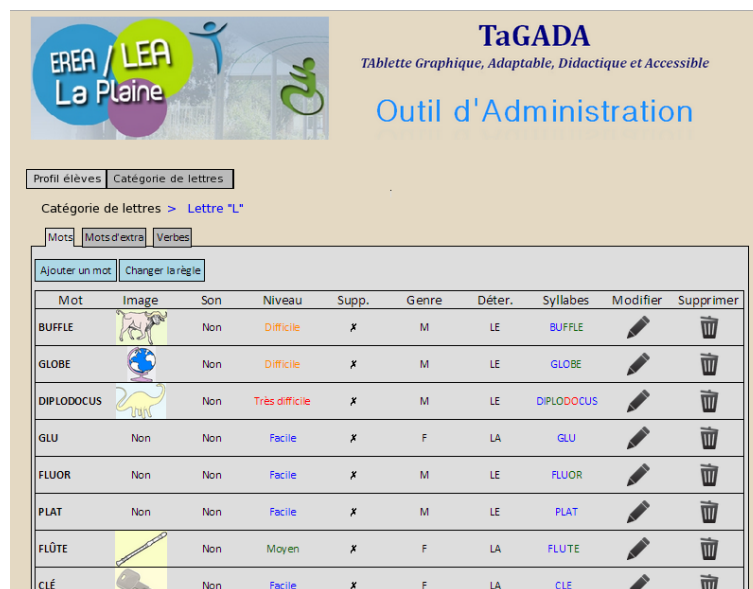 EREA / LEA
La Plaine
TaGADA
TAblette Graphique, Adaptable, Didactique et Accessible
Outil d'Administration
Profil élèves Catégorie de lettres
Catégorie de lettres > Lettre "L"
Mots Mots d'extra Verbes
Ajouter un mot Changer la règle
Mot Image Son Niveau Supp. Genre Déter. Syllabes Modifier Supprimer
BUFFLE Non Difficile ✗ M LE BUFFLE
GLOBE Non Difficile ✗ M LE GLOBE
DIPLODOCUS Non Très difficile ✗ M LE DIPLODOCUS
GLU Non Non Facile ✗ F LA GLU
FLUOR Non Non Facile ✗ M LE FLUOR
PLAT Non Non Facile ✗ M LE PLAT
FLÛTE Non Moyen ✗ F LA FLUTE
CLÉ Non Facile ✗ F LA CLE